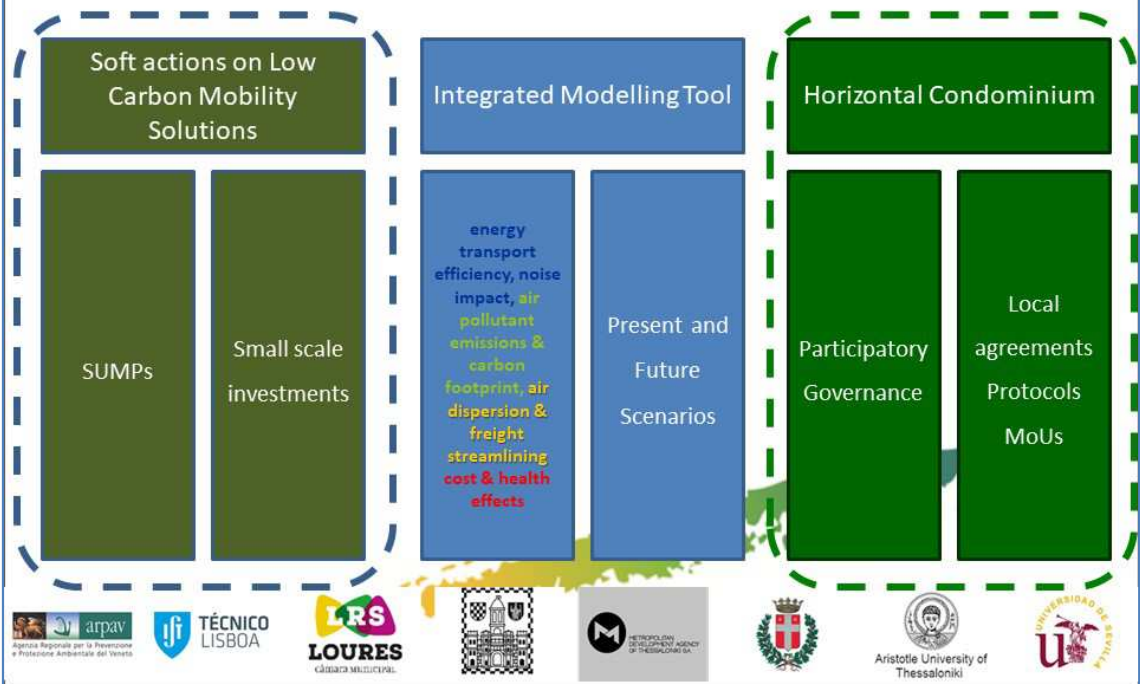 Soft actions on Low
Carbon Mobility
Solutions
SUMPs
Small scale
investments
Integrated Modelling Tool
energy
transport
efficiency, noise
impact, air
pollutant
emissions &
carbon
footprint, air
dispersion &
freight
streamlining
cost & health
effects
Present and
Future
Scenarios
Horizontal Condominium
Participatory
Governance
Local
agreements
Protocols
MoUs
arpav
Agenzia Regionale per la Prevenzione
e Protezione Ambientale del Veneto
TÉCNICO
LISBOA
LRS
LOURES
CÂMARA MUNICIPAL
M
METROPOLITAN
DEVELOPMENT AGENCY
OF THESSALONIKI SA
Aristotle University of
Thessaloniki
UNIVERSIDAD DE SEVILLA